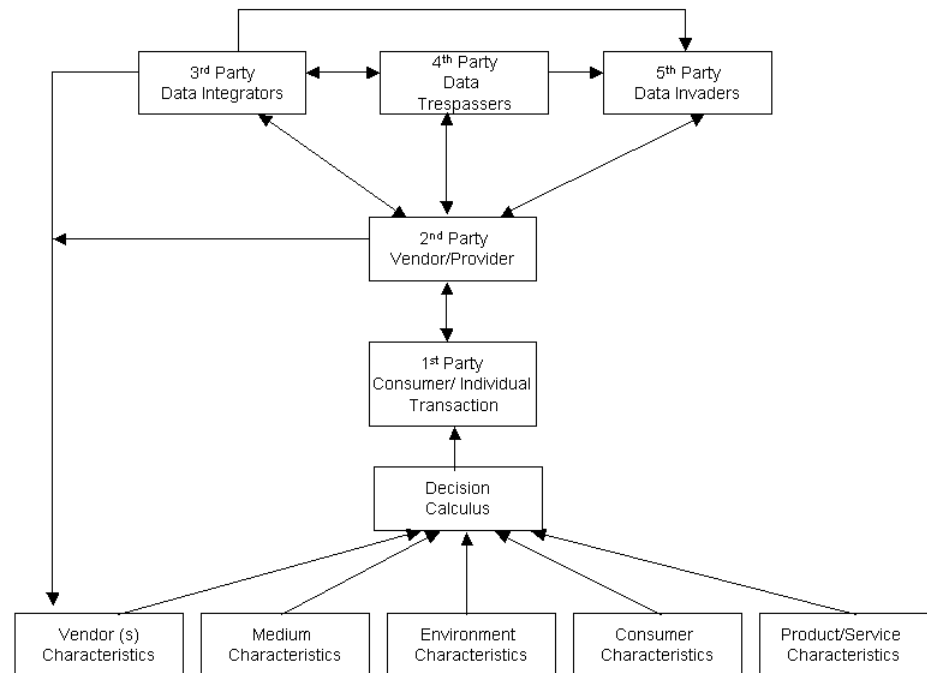 3rd Party
Data Integrators
4th Party
Data
Trespassers
5th Party
Data Invaders
2nd Party
Vendor/Provider
1st Party
Consumer/ Individual
Transaction
Decision
Calculus
Vendor (s)
Characteristics
Medium
Characteristics
Environment
Characteristics
Consumer
Characteristics
Product/Service
Characteristics